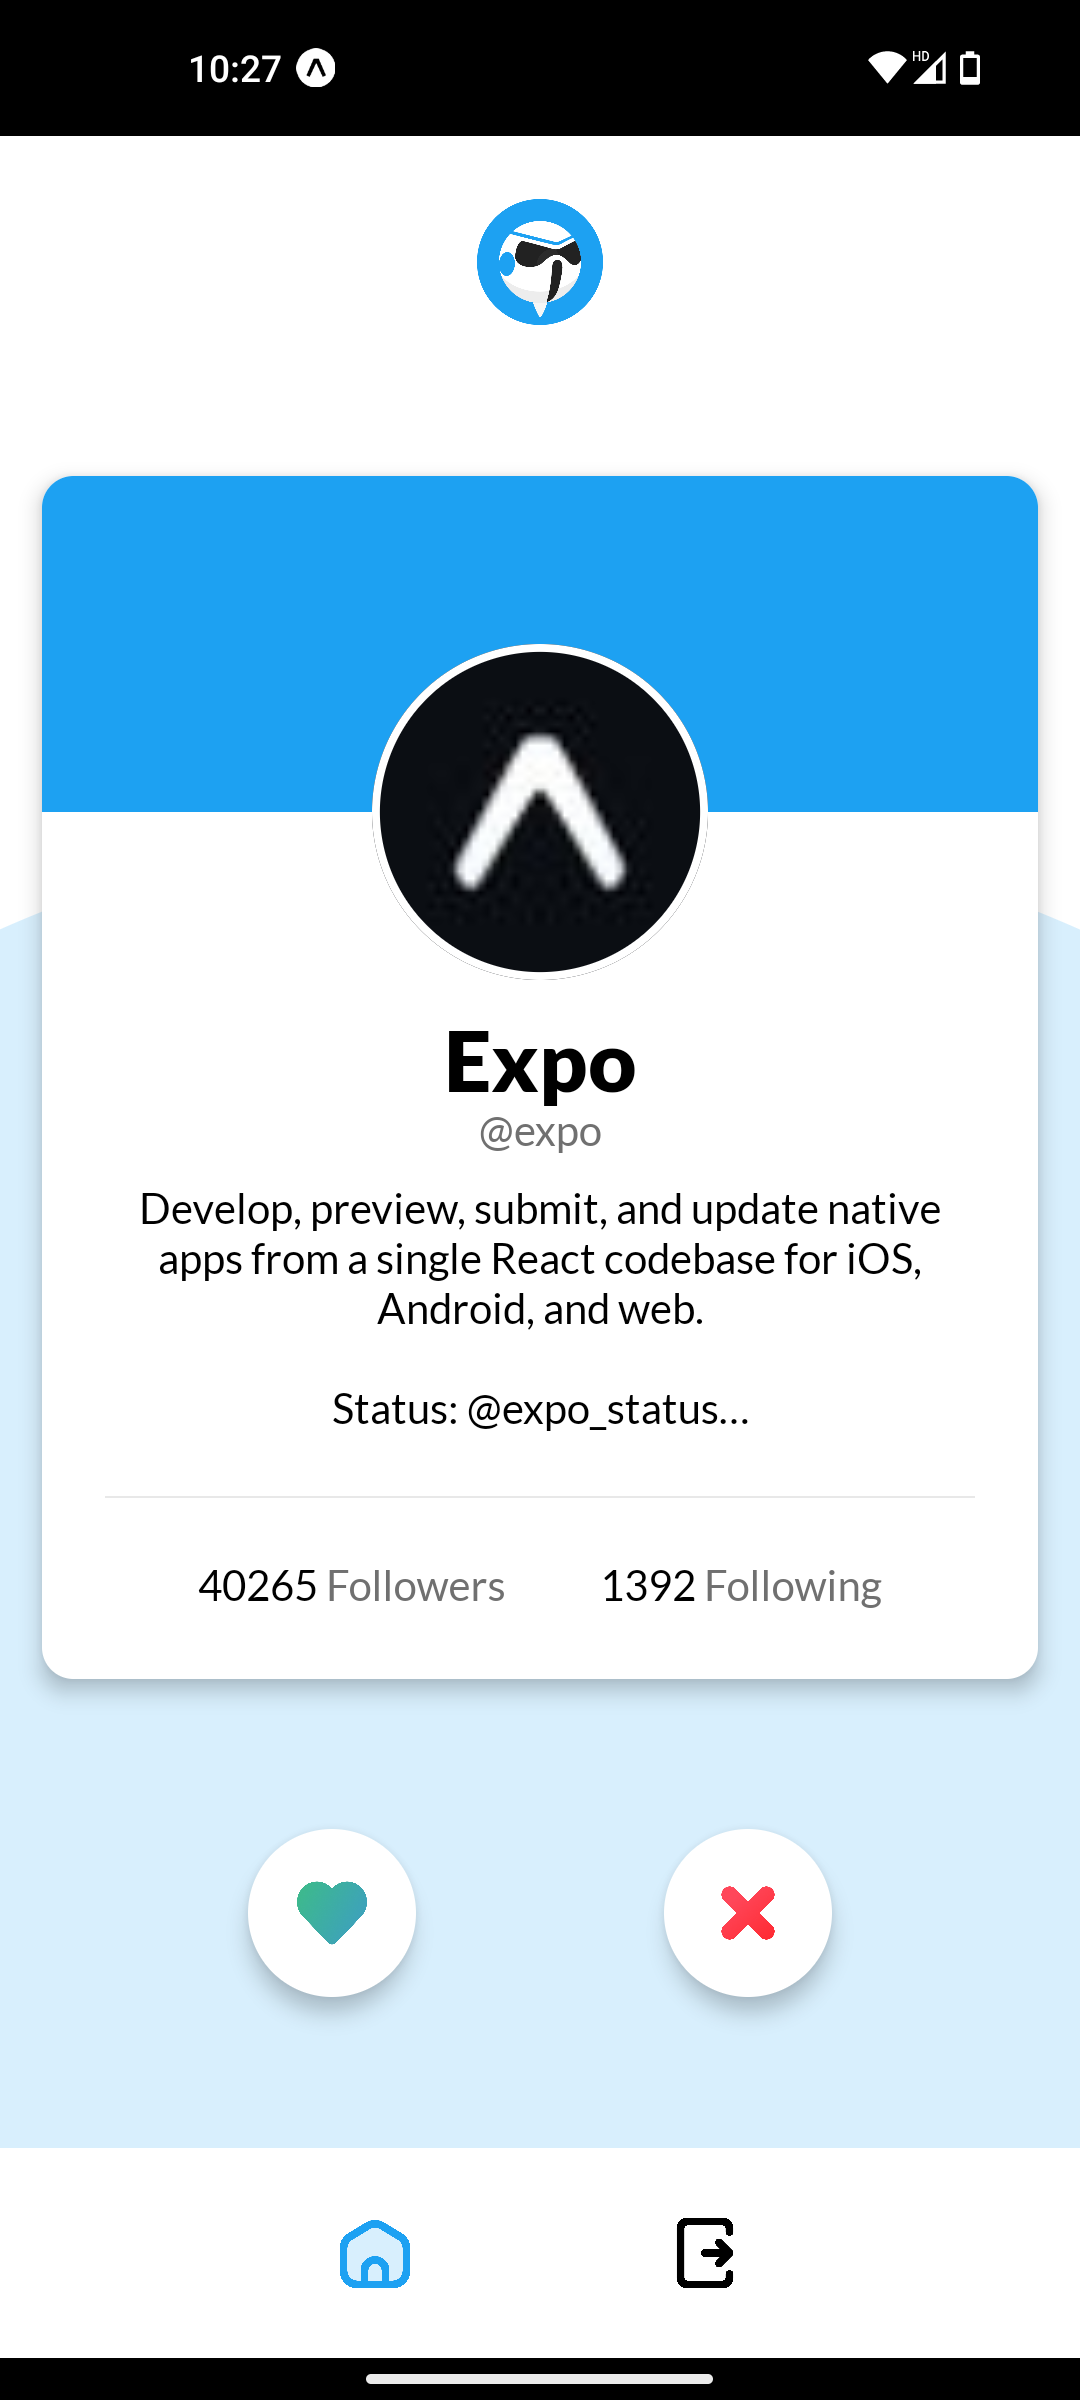 10:27
HD
Expo
@expo
Develop, preview, submit, and update native
apps from a single React codebase for iOS,
Android, and web.
Status: @expo_status...
40265 Followers 1392 Following